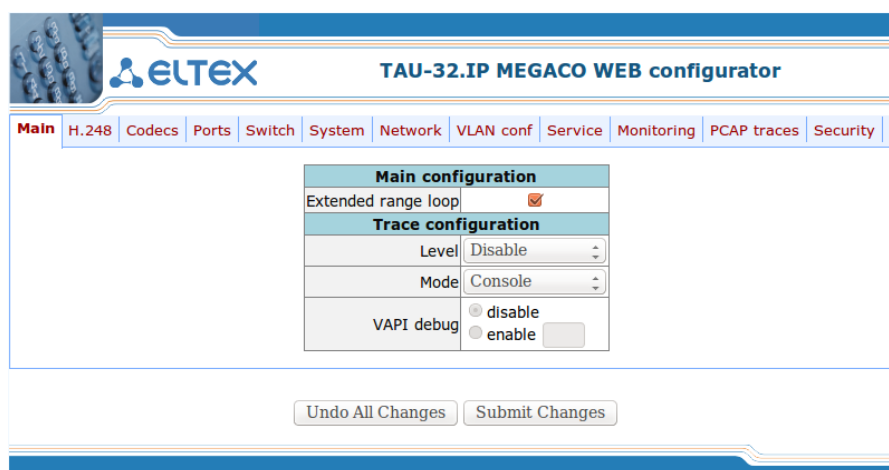 ELTEX
TAU-32.IP MEGACO WEB configurator
Main H.248 Codecs Ports Switch System Network VLAN conf Service Monitoring PCAP traces Security
Main configuration
Extended range loop
Trace configuration
Level Disable
Mode Console
VAPI debug
disable
enable
Undo All Changes Submit Changes